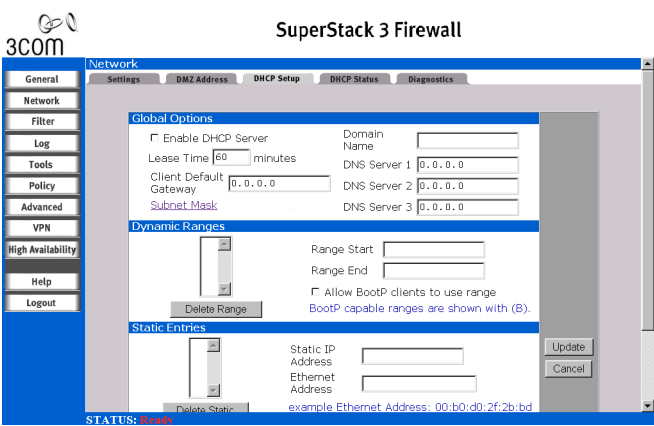 3COM
SuperStack 3 Firewall
Network
Settings DMZ Address DHCP Setup DHCP Status Diagnostics
General
Network
Filter
Log
Tools
Policy
Advanced
VPN
High Availability
Help
Logout
Global Options
Enable DHCP Server
Lease Time 60 minutes
Client Default Gateway 0.0.0.0
Subnet Mask
Domain Name
DNS Server 1 0.0.0.0
DNS Server 2 0.0.0.0
DNS Server 3 0.0.0.0
Dynamic Ranges
Delete Range
Range Start
Range End
Allow BootP clients to use range
BootP capable ranges are shown with (B).
Static Entries
Delete Static
Static IP Address
Ethernet Address
example Ethernet Address: 00:b0:d0:2f:2b:bd
Update
Cancel
STATUS: Ready